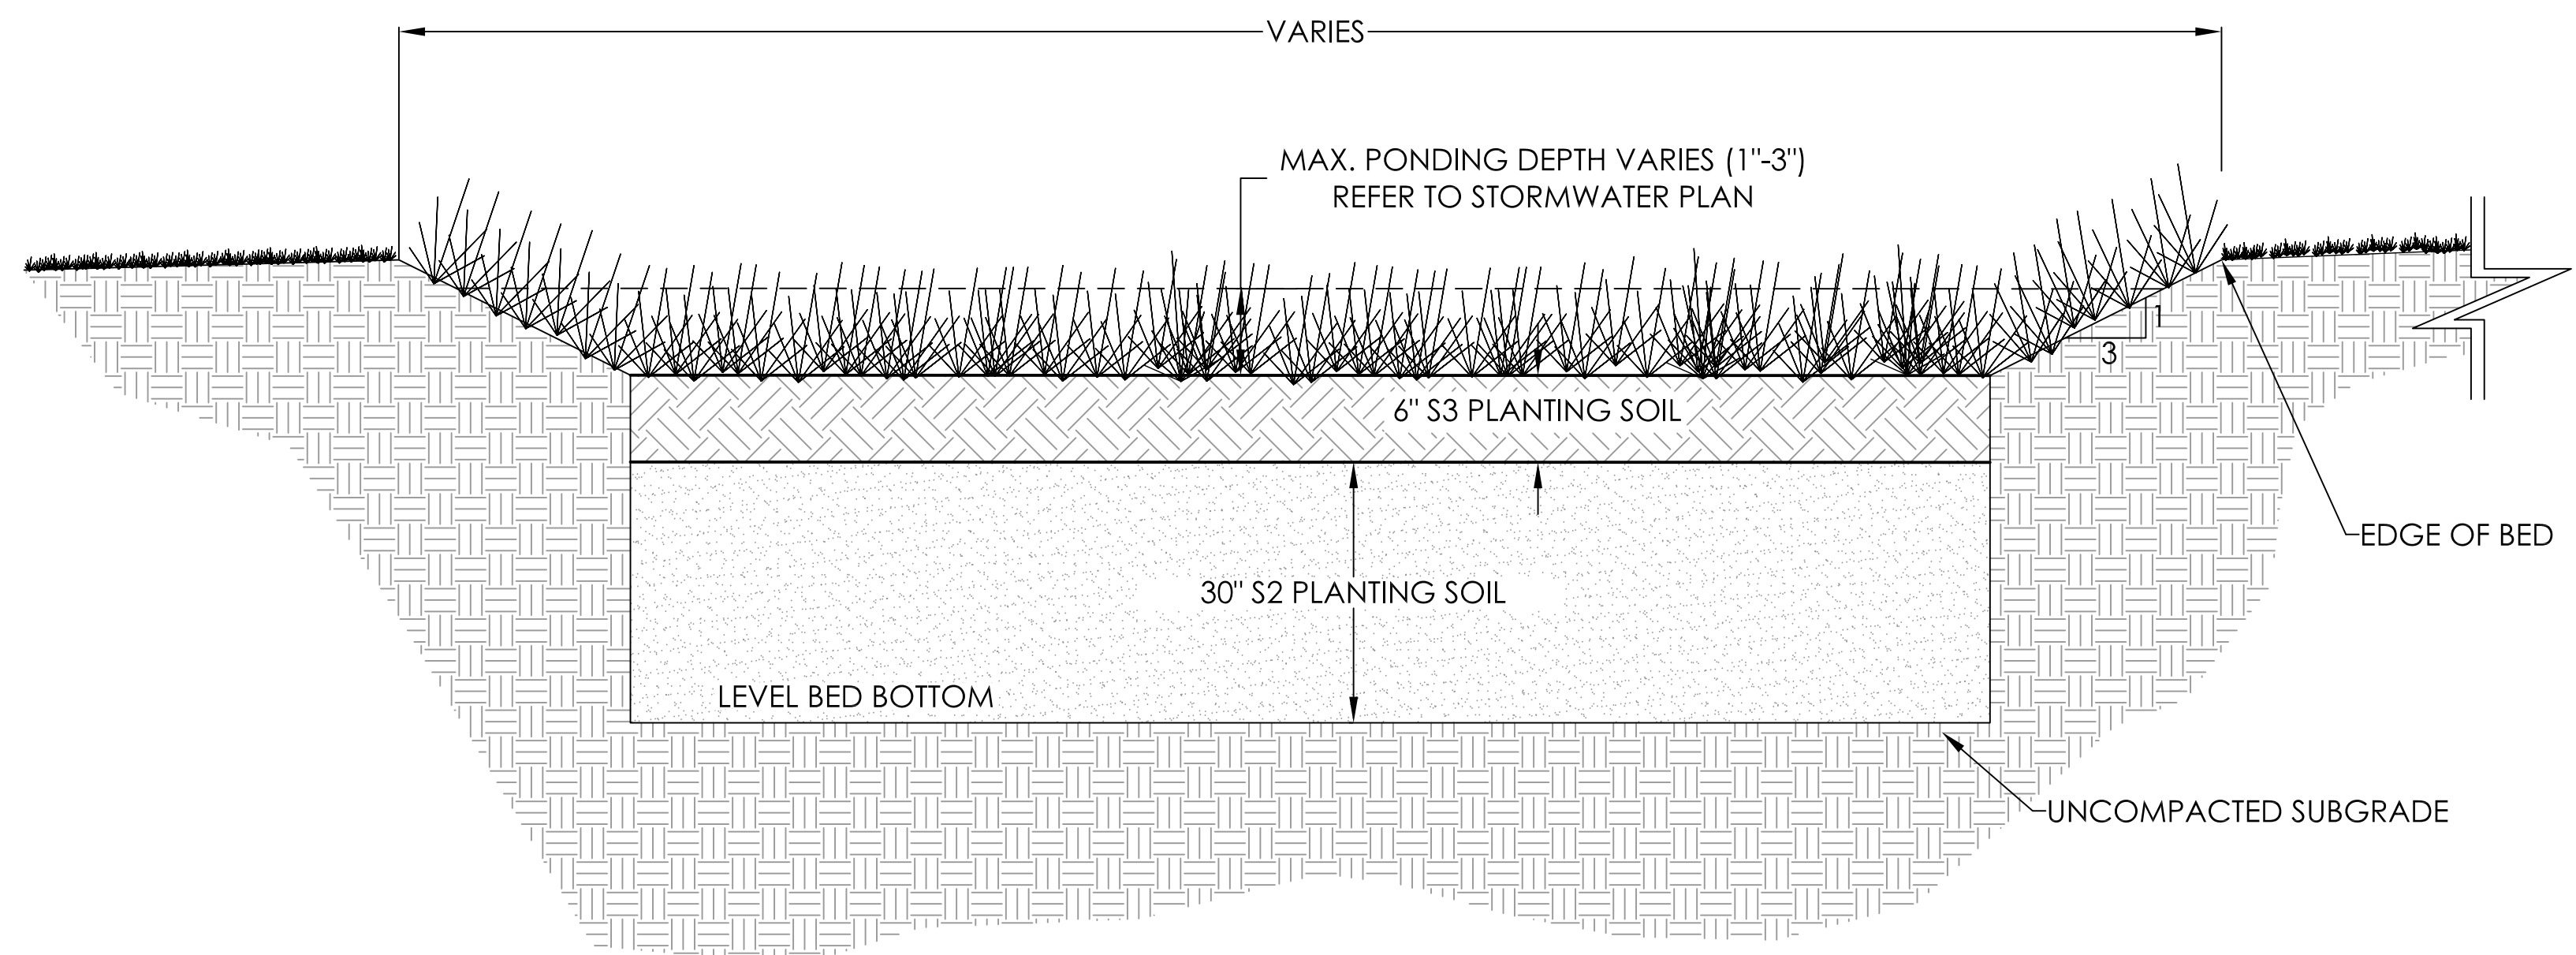 VARIES
MAX. PONDING DEPTH VARIES (1"-3")
REFER TO STORMWATER PLAN
1
3
6" S3 PLANTING SOIL
EDGE OF BED
30" S2 PLANTING SOIL
LEVEL BED BOTTOM
UNCOMPACTED SUBGRADE